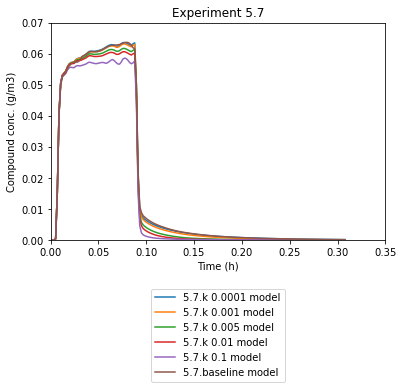 Experiment 5.7
Compound conc. (g/m3)
0.07
0.06
0.05
0.04
0.03
0.02
0.01
0.00
0.00 0.05 0.10 0.15 0.20 0.25 0.30 0.35
Time (h)
5.7.k 0.0001 model
5.7.k 0.001 model
5.7.k 0.005 model
5.7.k 0.01 model
5.7.k 0.1 model
5.7.baseline model